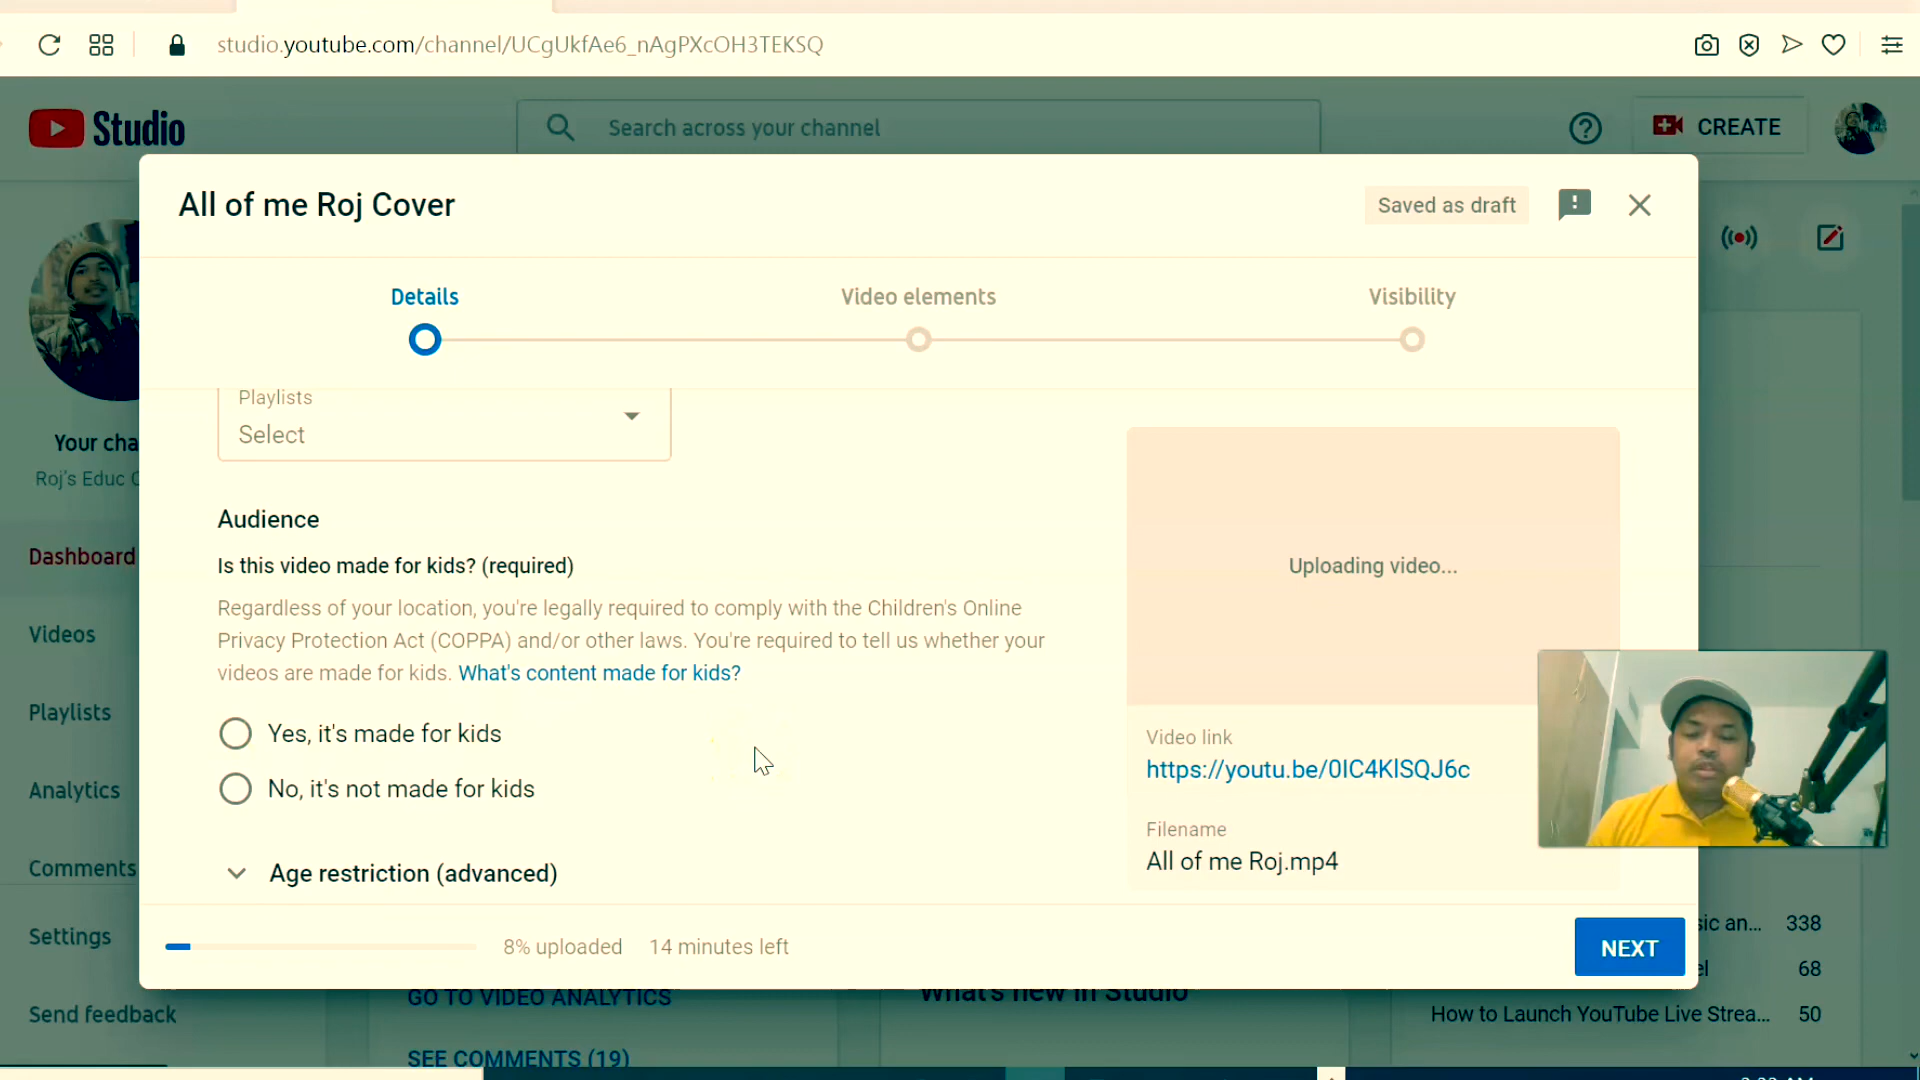 studio.youtube.com/channel/UCgUkfAe6_nAgPXcOH3TEKSQ
Studio
Search across your channel
CREATE
All of me Roj Cover
Saved as draft
Details
Video elements
Visibility
Playlists
Select
Your cha
Roj's Educ
Dashboard
Videos
Playlists
Analytics
Comments
Settings
Send feedback
Audience
Is this video made for kids? (required)
Regardless of your location, you're legally required to comply with the Children's Online
Privacy Protection Act (COPPA) and/or other laws. You're required to tell us whether your
videos are made for kids. What's content made for kids?
Yes, it's made for kids
No, it's not made for kids
Age restriction (advanced)
Uploading video...
Video link
https://youtu.be/0IC4KlSQJ6c
Filename
All of me Roj.mp4
8% uploaded 14 minutes left
NEXT
sic an... 338
el 68
How to Launch YouTube Live Strea... 50
GO TO VIDEO ANALYTICS
What's new in Studio
SEE COMMENTS (19)